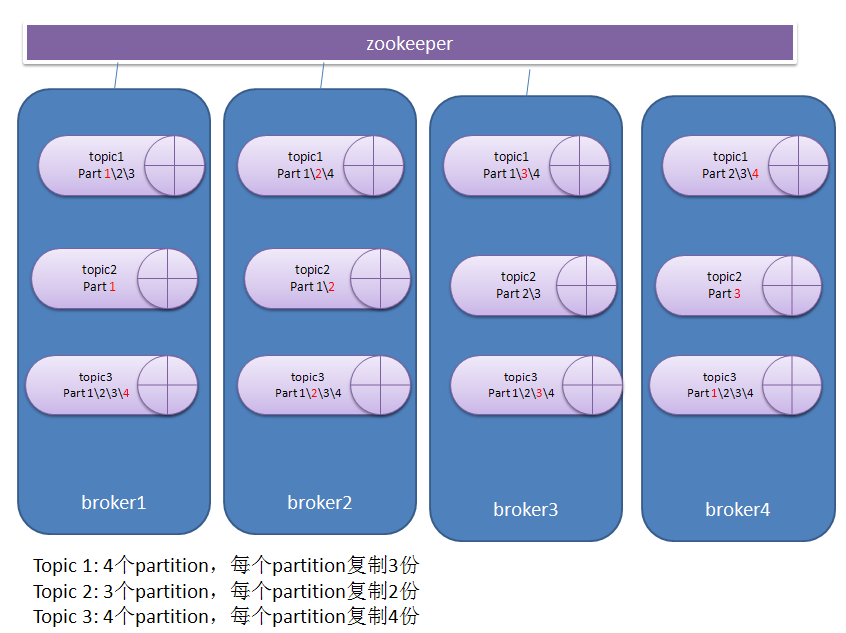 zookeeper
topic1
Part 1\2\3
topic1
Part 1\2\4
topic1
Part 1\3\4
topic1
Part 2\3\4
topic2
Part 1
topic2
Part 1\2
topic2
Part 2\3
topic2
Part 3
topic3
Part 1\2\3\4
topic3
Part 1\2\3\4
topic3
Part 1\2\3\4
topic3
Part 1\2\3\4
broker1
broker2
broker3
broker4
Topic 1: 4个partition，每个partition复制3份
Topic 2: 3个partition，每个partition复制2份
Topic 3: 4个partition，每个partition复制4份